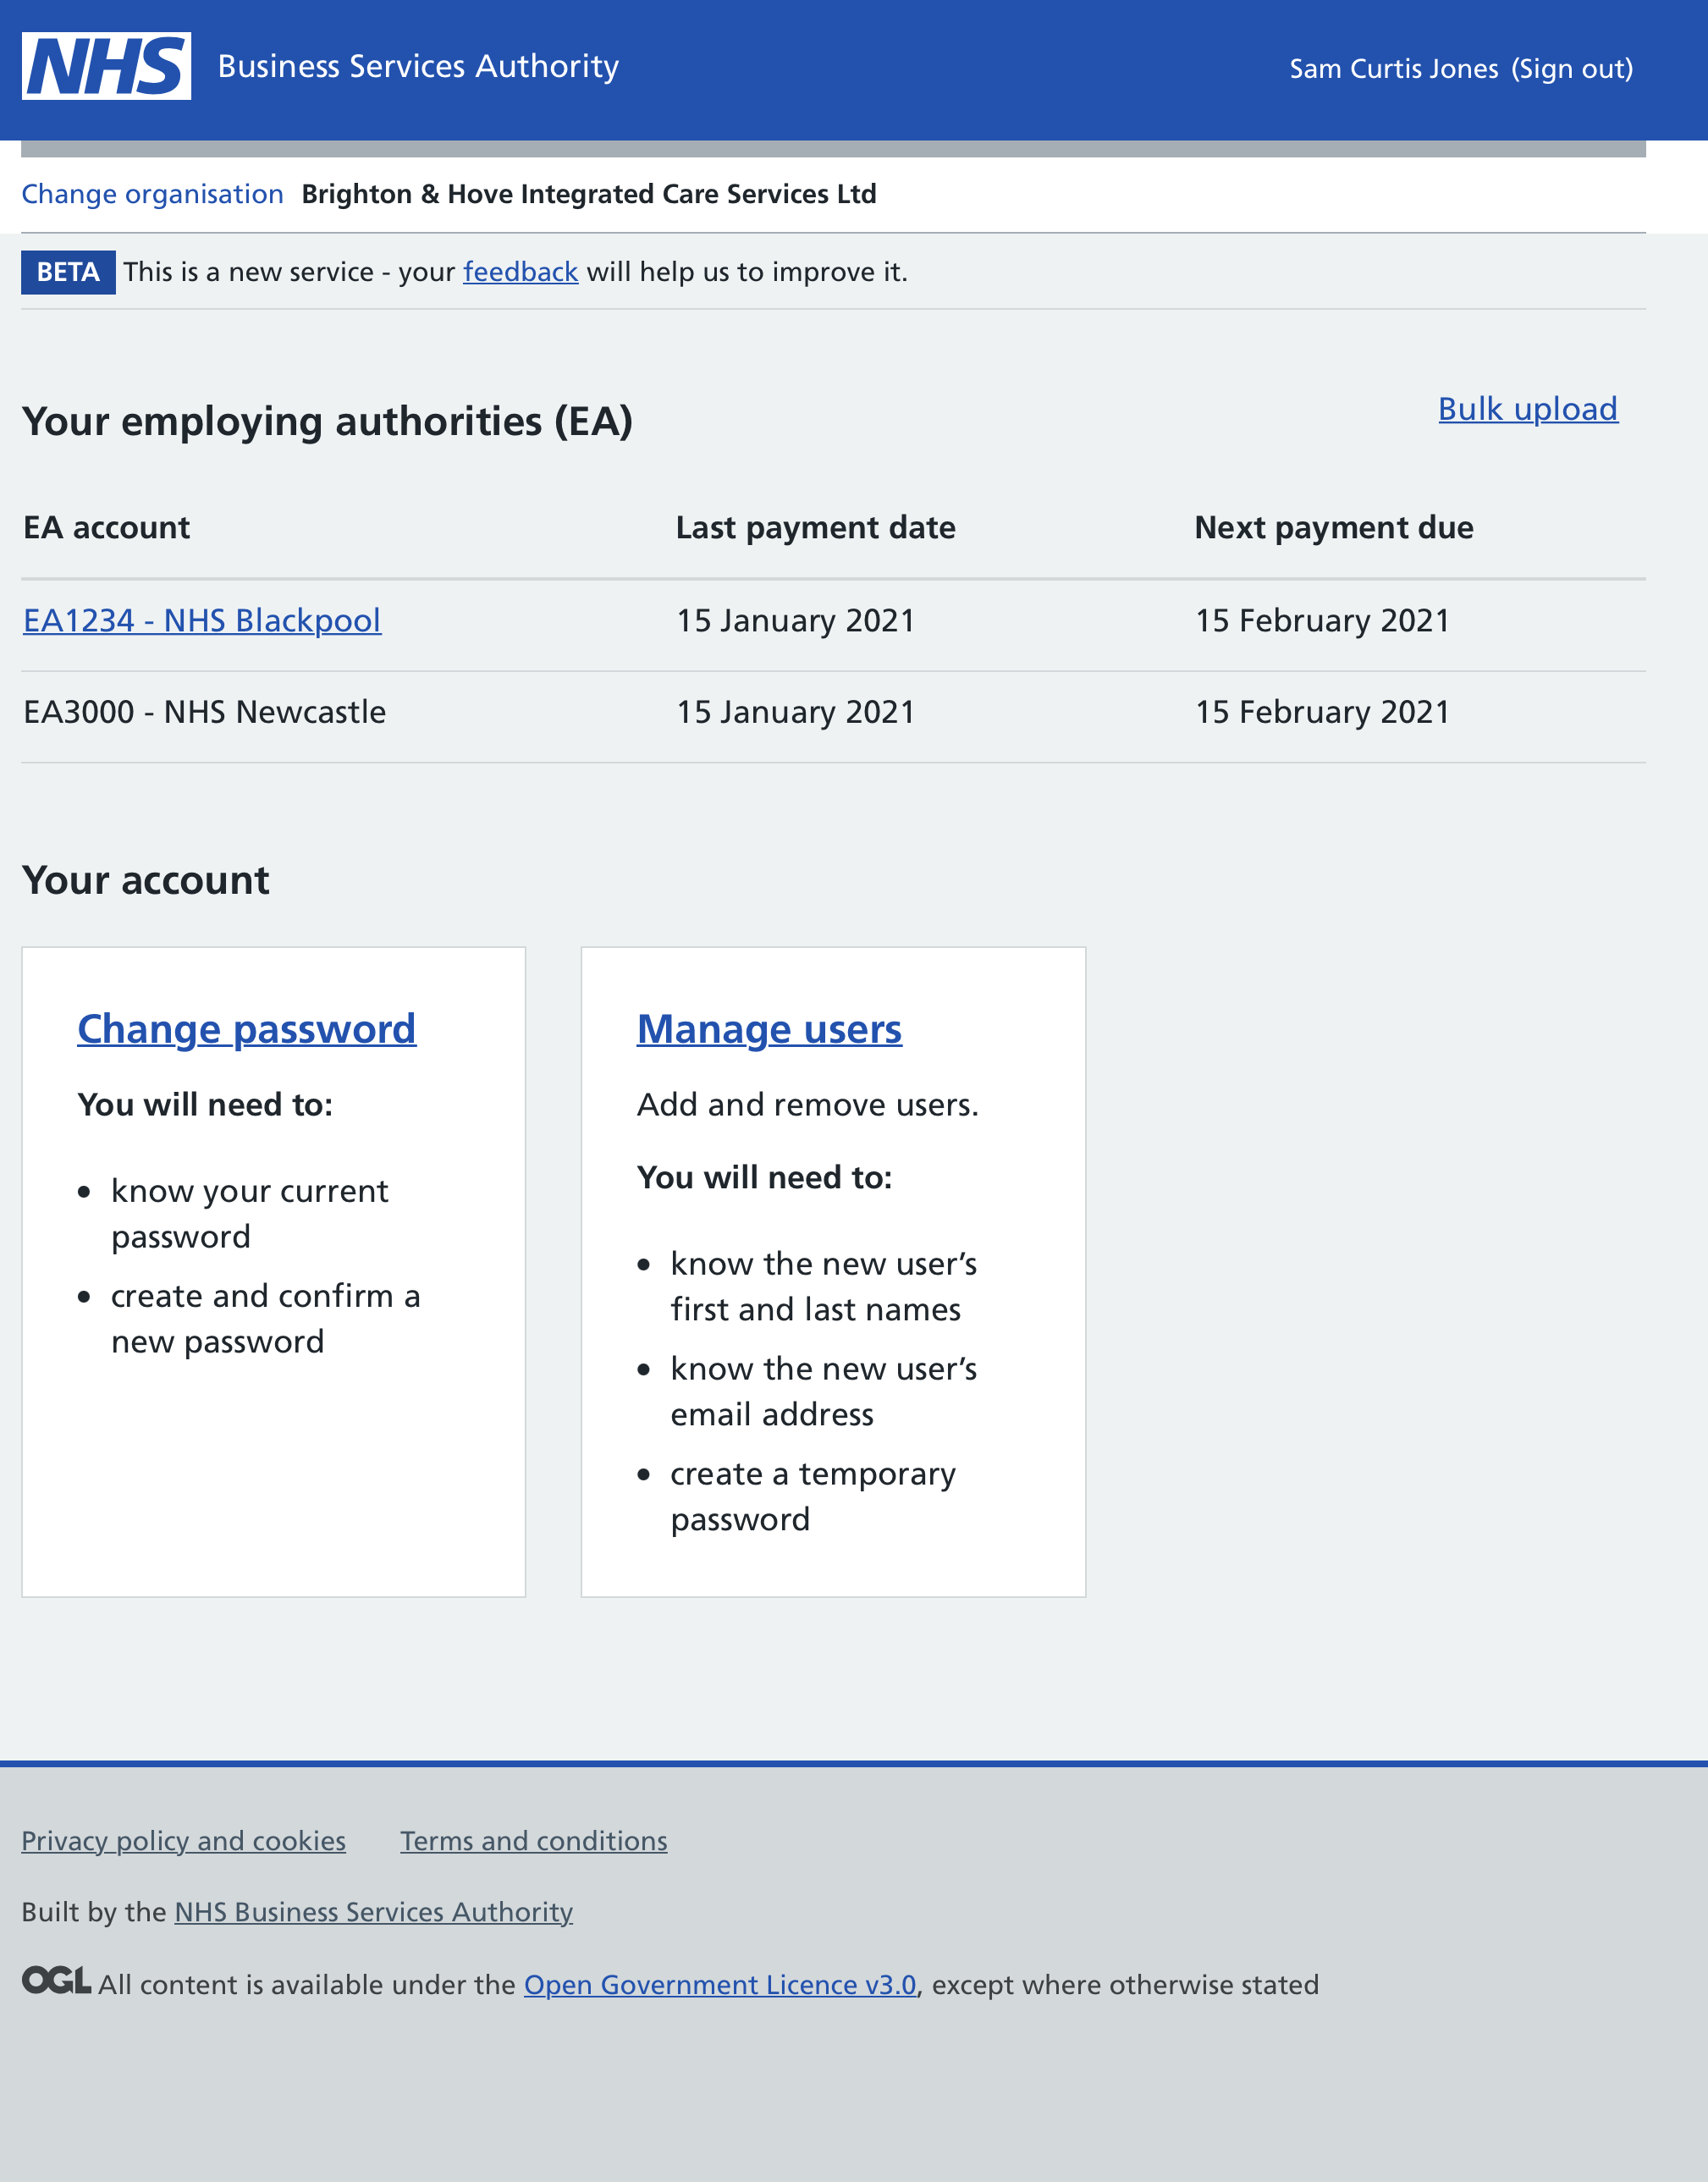 NHS Business Services Authority
Sam Curtis Jones (Sign out)
Change organisation Brighton & Hove Integrated Care Services Ltd
BETA This is a new service - your feedback will help us to improve it.
Your employing authorities (EA)
Bulk upload
EA account Last payment date Next payment due
EA1234 - NHS Blackpool 15 January 2021 15 February 2021
EA3000 - NHS Newcastle 15 January 2021 15 February 2021
Your account
Change password
You will need to:
• know your current
password
• create and confirm a
new password
Manage users
Add and remove users.
You will need to:
• know the new user’s
first and last names
• know the new user’s
email address
• create a temporary
password
Privacy policy and cookies Terms and conditions
Built by the NHS Business Services Authority
OGL All content is available under the Open Government Licence v3.0, except where otherwise stated